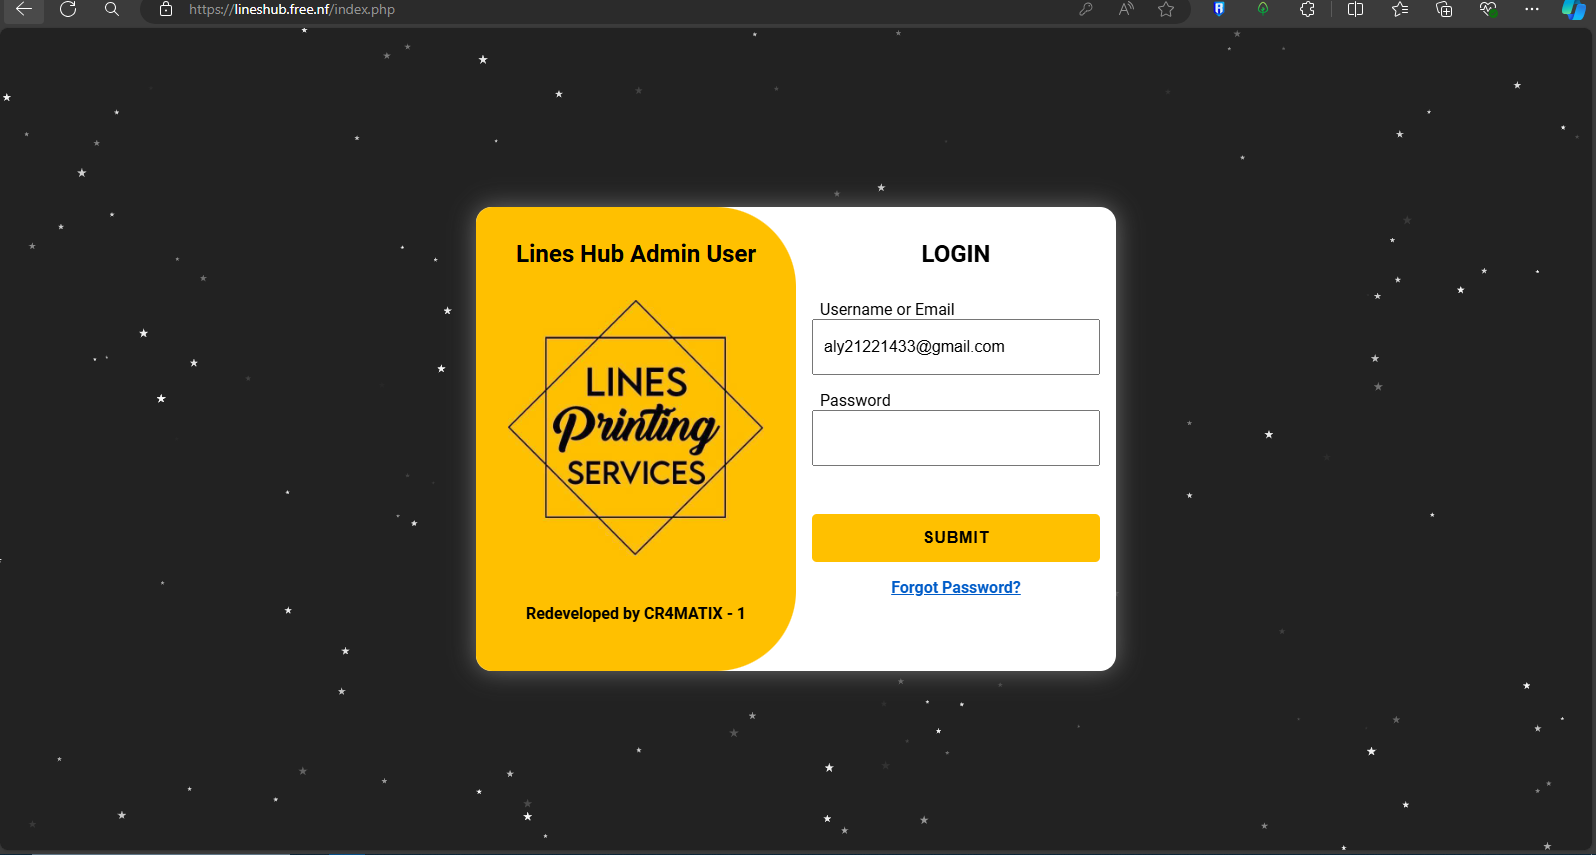 https://lineshub.free.nf/index.php
Lines Hub Admin User
LINES
Printing
SERVICES
Redeveloped by CR4MATIX - 1
LOGIN
Username or Email
aly21221433@gmail.com
Password
SUBMIT
Forgot Password?